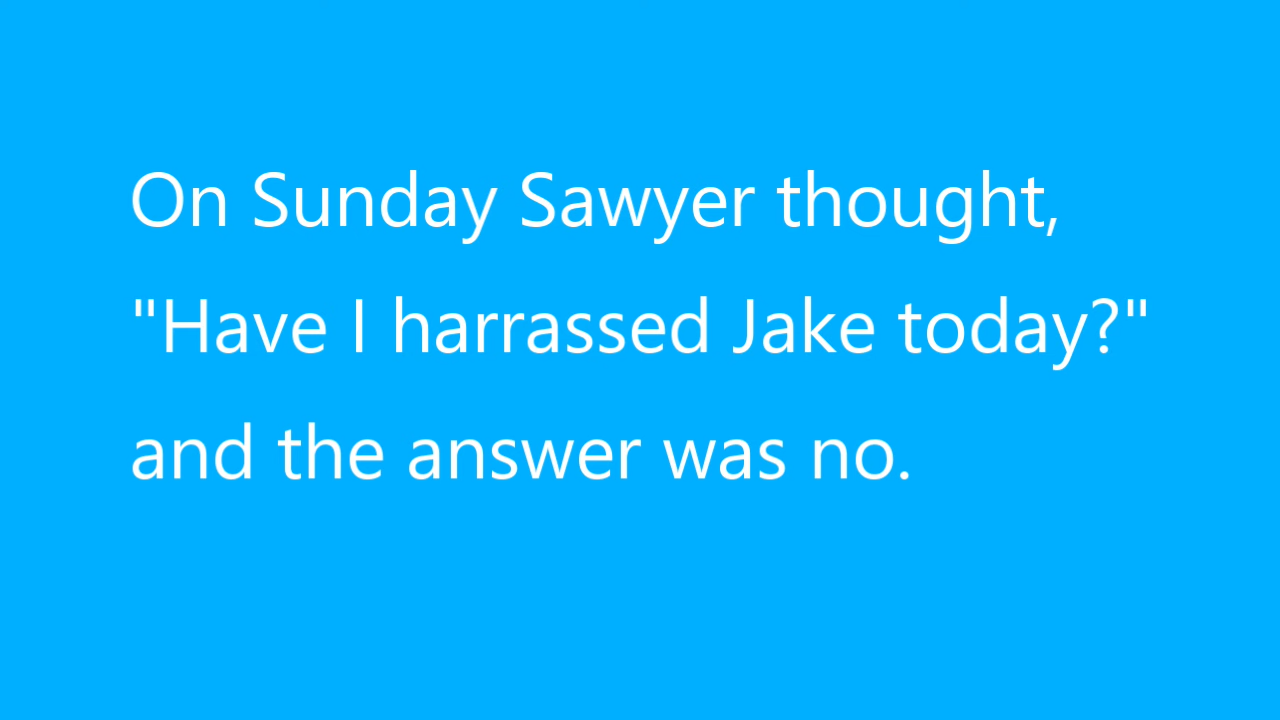 On Sunday Sawyer thought,
"Have I harrassed Jake today?"
and the answer was no.